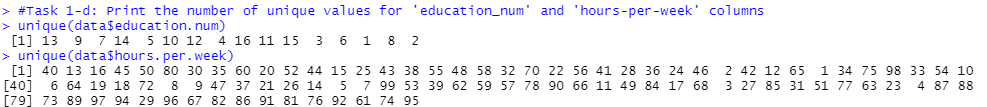 > #Task 1-d: Print the number of unique values for 'education_num' and 'hours-per-week' columns
> unique(data$education.num)
[1] 13 9 7 14 5 10 12 4 16 11 15 3 6 1 8 2
> unique(data$hours.per.week)
[1] 40 13 16 45 50 80 30 35 60 20 52 44 15 25 43 38 55 48 58 32 70 22 56 41 28 36 24 46 2 42 12 65 1 34 75 98 33 54 10
[40] 6 64 19 18 72 8 9 47 37 21 26 14 5 7 99 53 39 62 59 57 78 90 66 11 49 84 17 68 3 27 85 31 51 77 63 23 4 87 88
[79] 73 89 97 94 29 96 67 82 86 91 81 76 92 61 74 95